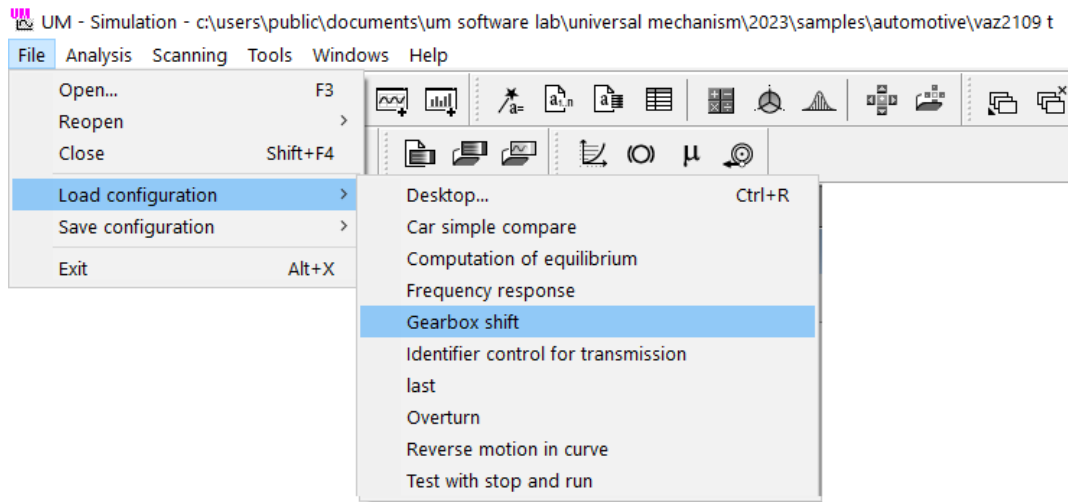 UM - Simulation - c:\users\public\documents\um software lab\universal mechanism\2023\samples\automotive\vaz2109 t
File Analysis Scanning Tools Windows Help
Open... F3
Reopen
Close Shift+F4
Load configuration
Save configuration
Exit Alt+X
Desktop... Ctrl+R
Car simple compare
Computation of equilibrium
Frequency response
Gearbox shift
Identifier control for transmission
last
Overturn
Reverse motion in curve
Test with stop and run